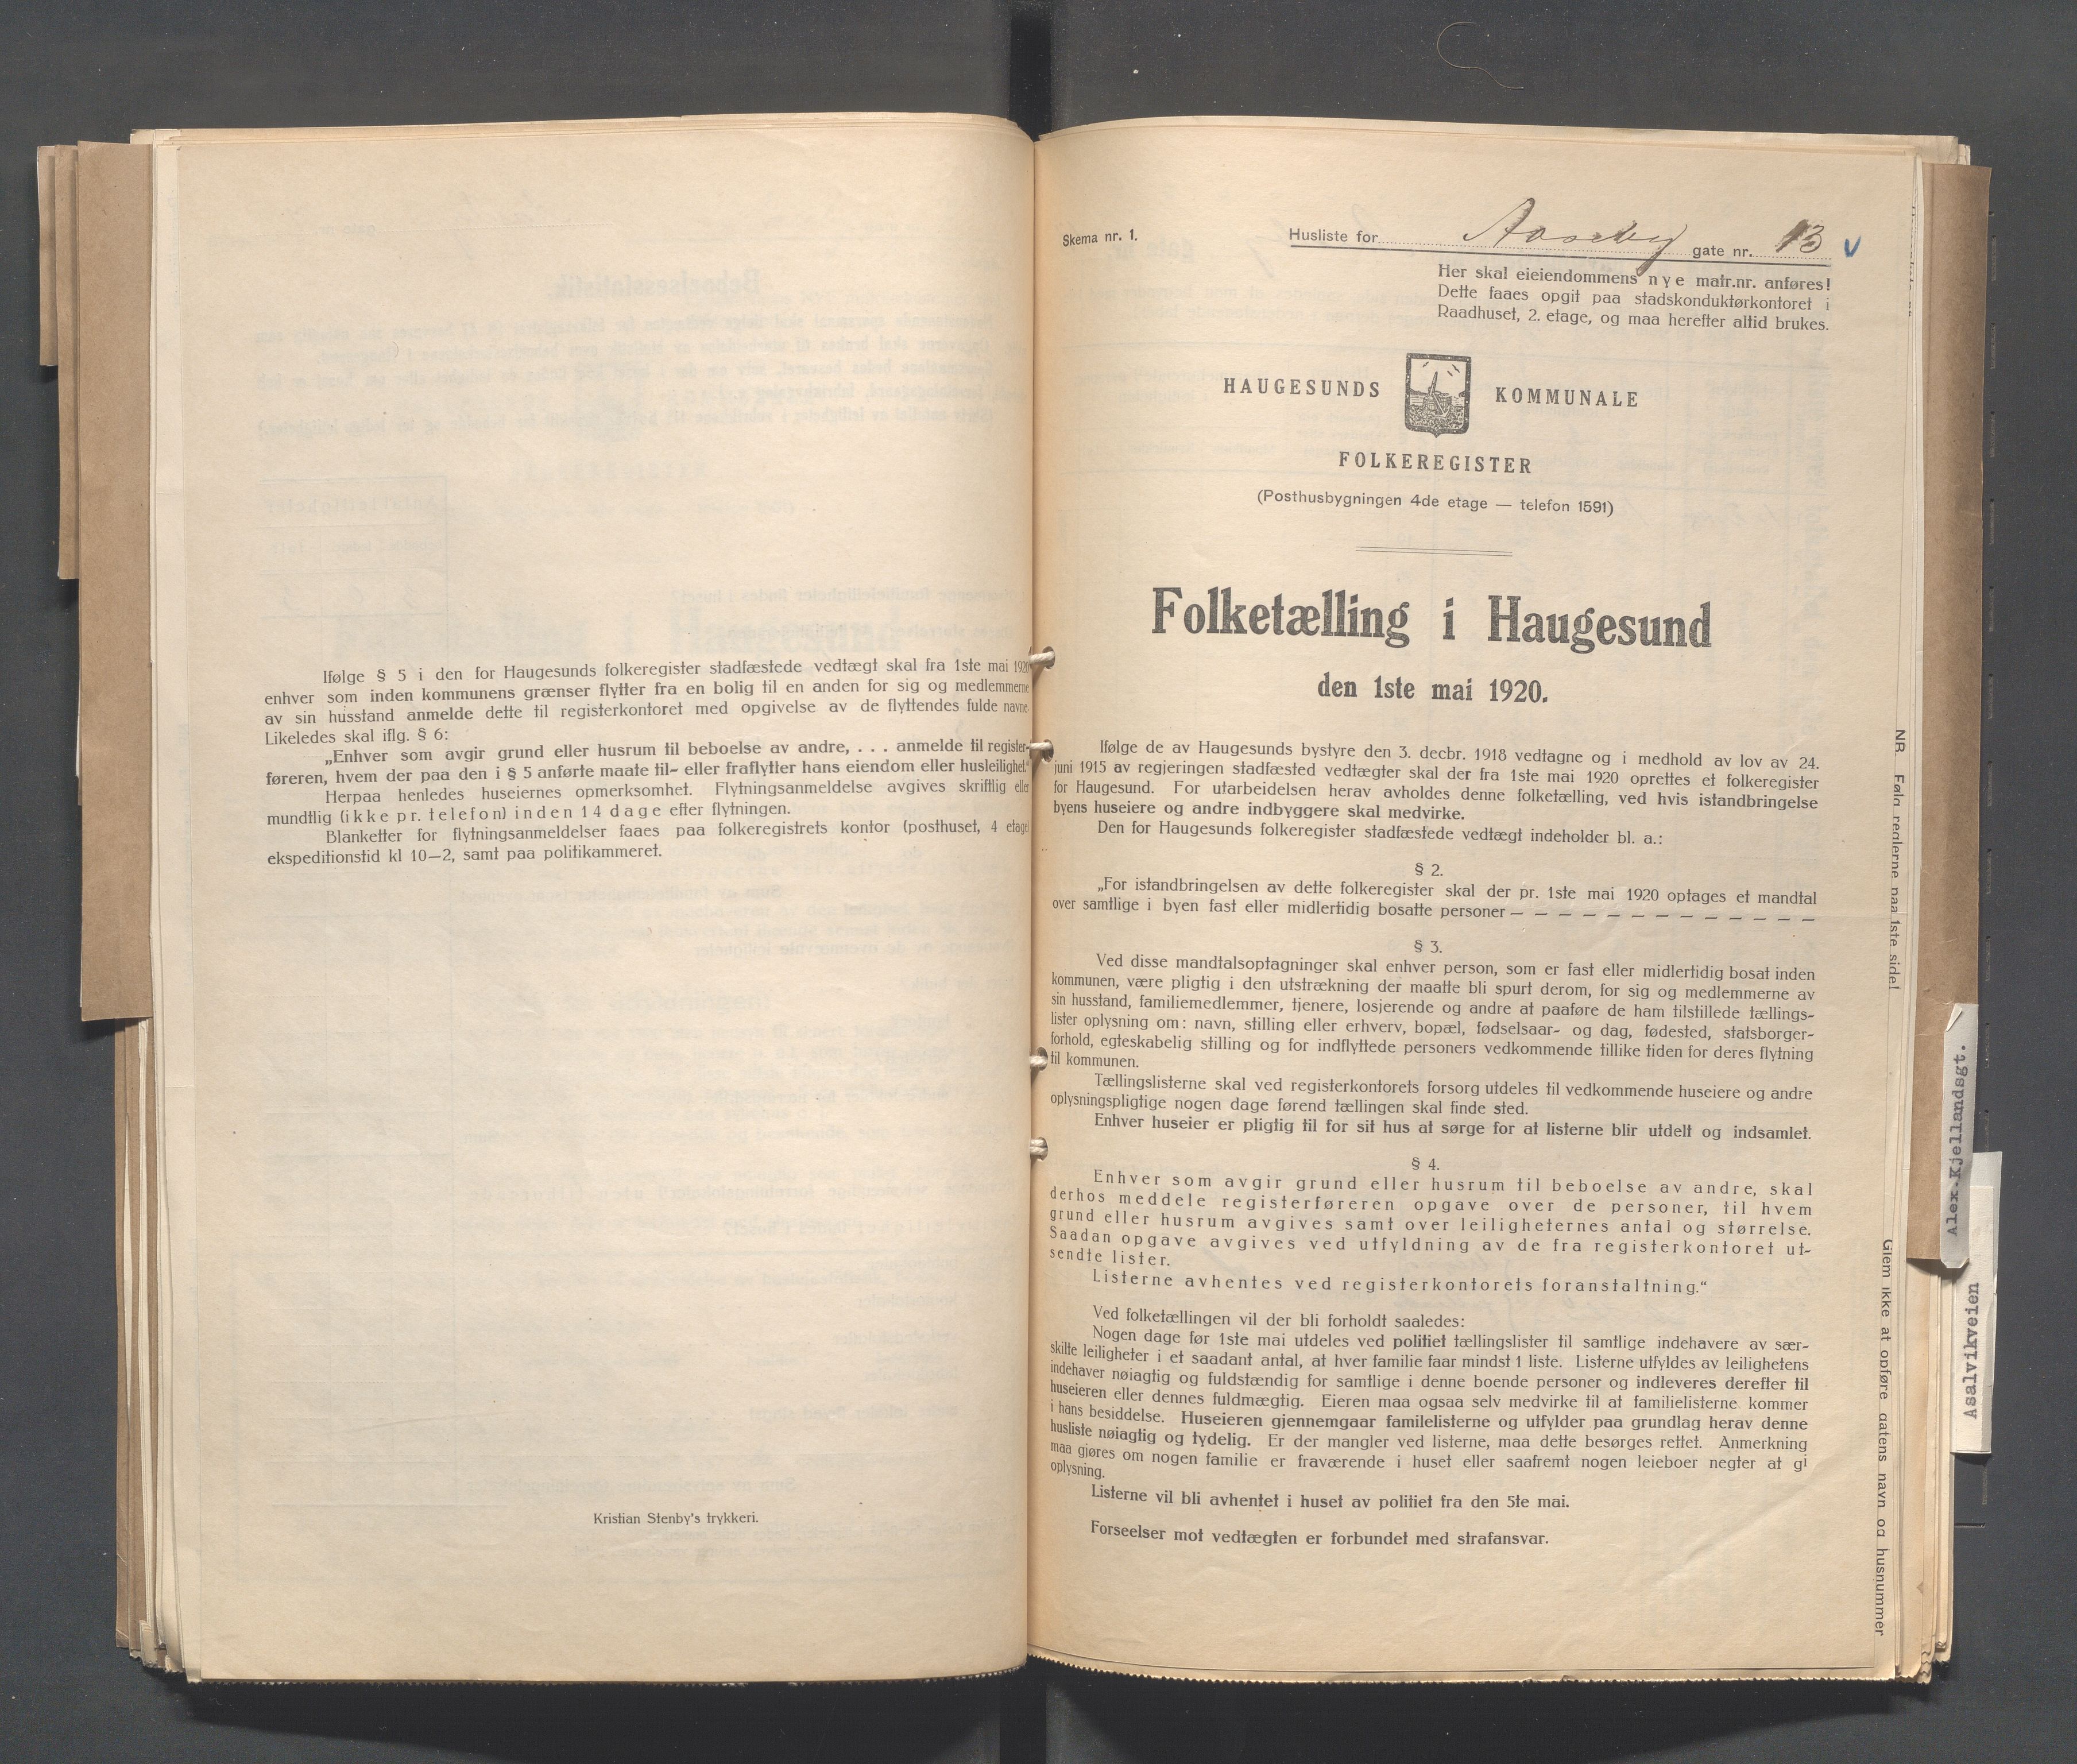 Ifølge § 5 i den for Haugesunds folkeregister stadfæstede vedtægt skal fra 1ste mai 1920
enhver som inden kommunens grænser flytter fra en bolig til en anden for sig og medlemmerne
av sin husstand anmelde dette til registerkontoret med opgivelse av de flyttendes fulde navne.
Likeledes skal iflg. § 6:
„Enhver som avgir grund eller husrum til beboelse av andre, . . . anmelde til register-
føreren, hvem der paa den i § 5 anførte maate til- eller fraflytter hans eiendom eller husleilighet.“
Herpaa henledes huseiernes opmerksomhet. Flytningsanmeldelse avgives skriftlig eller
mundtlig (ikke pr. telefon) inden 14 dage efter flytningen.
Blanketter for flytningsanmeldelser faaes paa folkeregistrets kontor (posthuset, 4 etage)
ekspeditionstid kl 10—2, samt paa politikammeret.
Kristian Stenby's trykkeri.
Skema nr. 1.
Husliste for Aaseby gate nr. 13 v
Her skal eieiendommens nye matr.nr. anføres!
Dette faaes opgit paa stadskonduktørkontoret i
Raadhuset, 2. etage, og maa herefter altid brukes.
HAUGESUNDS KOMMUNALE
FOLKEREGISTER
(Posthusbygningen 4de etage — telefon 1591)
Folketælling i Haugesund
den 1ste mai 1920.
Ifølge de av Haugesunds bystyre den 3. decbr. 1918 vedtagne og i medhold av lov av 24.
juni 1915 av regjeringen stadfæsted vedtægter skal der fra 1ste mai 1920 oprettes et folkeregister
for Haugesund. For utarbeidelsen herav avholdes denne folketælling, ved hvis istandbringelse
byens huseiere og andre indbyggere skal medvirke.
Den for Haugesunds folkeregister stadfæstede vedtægt indeholder bl. a.:
§ 2.
„For istandbringelsen av dette folkeregister skal der pr. 1ste mai 1920 optages et mandtal
over samtlige i byen fast eller midlertidig bosatte personer — — — — — — — — — — — — —
§ 3.
Ved disse mandtalsoptagninger skal enhver person, som er fast eller midlertidig bosat inden
kommunen, være pligtig i den utstrækning der maatte bli spurt derom, for sig og medlemmerne av
sin husstand, familiemedlemmer, tjenere, losjerende og andre at paaføre de ham tilstillede tællings-
lister oplysning om: navn, stilling eller erhverv, bopæl, fødselsaar- og dag, fødested, statsborger-
forhold, egteskabelig stilling og for indflyttede personers vedkommende tillike tiden for deres flytning
til kommunen.
Tællingslisterne skal ved registerkontorets forsorg utdeles til vedkommende huseiere og andre
oplysningspligtige nogen dage førend tællingen skal finde sted.
Enhver huseier er pligtig til for sit hus at sørge for at listerne blir utdelt og indsamlet.
§ 4.
Enhver som avgir grund eller husrum til beboelse av andre, skal
derhos meddele registerføreren opgave over de personer, til hvem
grund eller husrum avgives samt over leiligheternes antal og størrelse.
Saadan opgave avgives ved utfyldning av de fra registerkontoret ut-
sendte lister.
Listerne avhentes ved registerkontorets foranstaltning.“
Ved folketællingen vil der bli forholdt saaledes:
Nogen dage før 1ste mai utdeles ved politiet tællingslister til samtlige indehavere av sær-
skilte leiligheter i et saadant antal, at hver familie faar mindst 1 liste. Listerne utfyldes av leilighetens
indehaver nøiagtig og fuldstændig for samtlige i denne boende personer og indleveres derefter til
huseieren eller dennes fuldmægtig. Eieren maa ogsaa selv medvirke til at familielisterne kommer
i hans besiddelse. Huseieren gjennemgaar familelisterne og utfylder paa grundlag herav denne
husliste nøiagtig og tydelig. Er der mangler ved listerne, maa dette besørges rettet. Anmerkning
maa gjøres om nogen familie er fraværende i huset eller saafremt nogen leieboer negter at gi
oplysning.
Listerne vil bli avhentet i huset av politiet fra den 5te mai.
Forseelser mot vedtægten er forbundet med strafansvar.
NR. Følg reglerne paa 1ste side!
Glem ikke at opføre gatens navn og husnummer
Alex.Kjellandsgt.
Asalvikveien